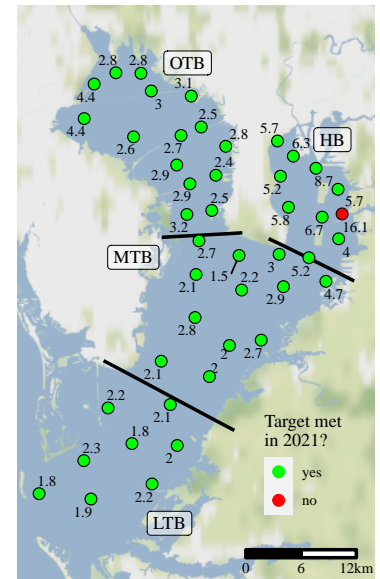 2.8 2.8
OTB
4.4 3 3.1
4.4 2.5
2.6 2.7 2.8
5.7 HB
6.3
2.9 2.4 5.2 8.7
2.9 5.7
3.2 2.5 5.8 6.7 16.1
MTB 2.7 4
1.5 3 5.2
2.1 2.2 2.9 4.7
2.8
2 2.7
2.1 2
2.2 2.1
Target met
in 2021?
yes
no
1.8
2.3 2
1.8 2.2
1.9
LTB
0 6 12km